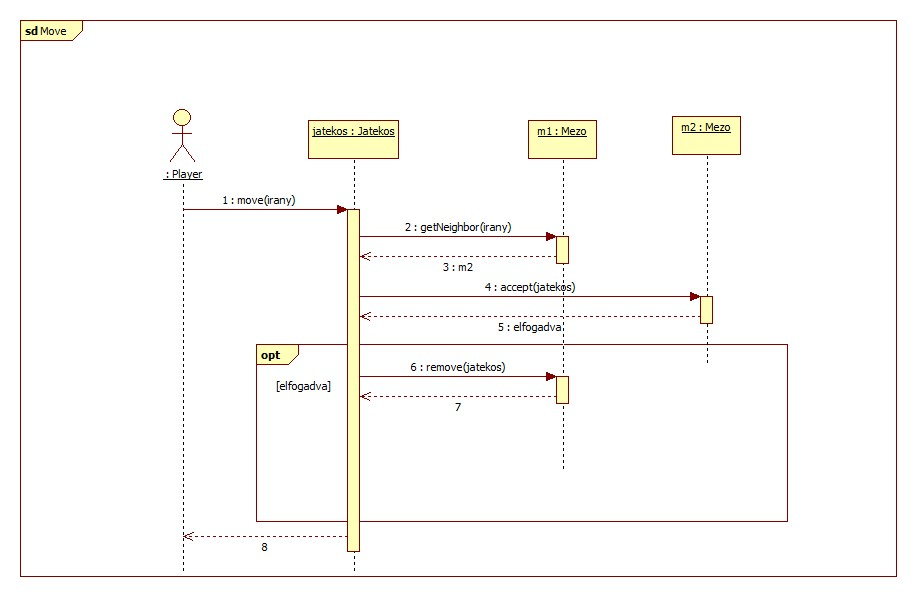 sd Move
jatekos : Jatekos
m1 : Mezo
m2 : Mezo
: Player
1 : move(irany)
2 : getNeighbor(irany)
3 : m2
4 : accept(jatekos)
5 : elfogadva
opt
6 : remove(jatekos)
[elfogadva]
7
8